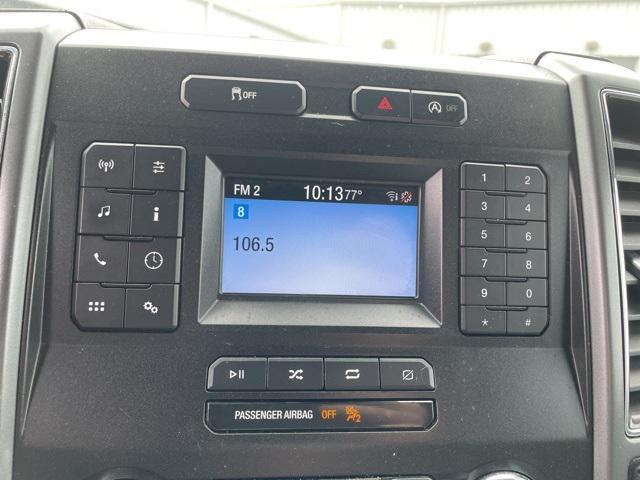 OFF
A OFF
FM 2 10:13 77°
8
106.5
1 2
3 4
5 6
7 8
9 0
* #
i
PASSENGER AIRBAG OFF 2